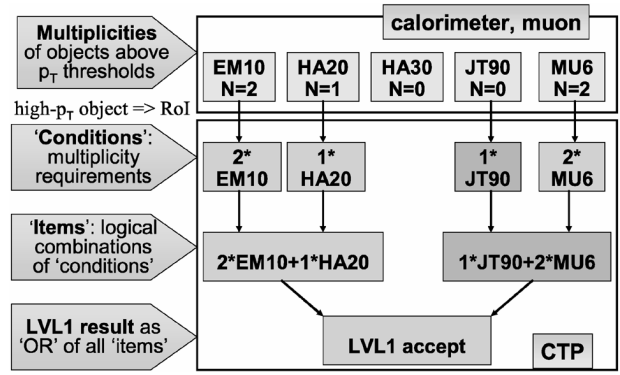 calorimeter, muon
Multiplicities
of objects above
pT thresholds
EM10
N=2
HA20
N=1
HA30
N=0
JT90
N=0
MU6
N=2
high-pT object => RoI
‘Conditions’:
multiplicity
requirements
2*
EM10
1*
HA20
1*
JT90
2*
MU6
‘Items’: logical
combinations
of ‘conditions’
2*EM10+1*HA20
1*JT90+2*MU6
LVL1 result as
‘OR’ of all ‘items’
LVL1 accept
CTP